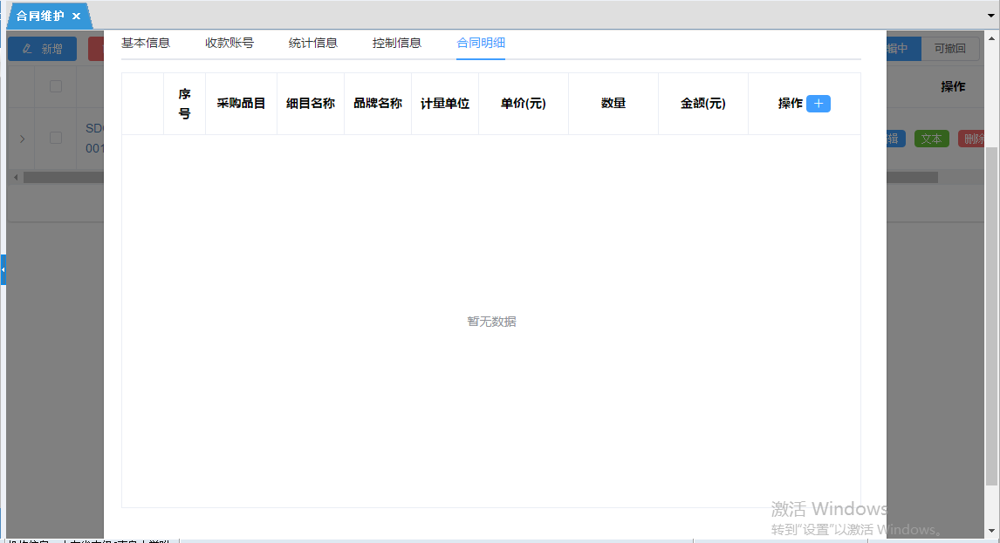 合同维护 ×
新增
基本信息 收款账号 统计信息 控制信息 合同明细
辑中 可撤回
序号 采购品目 细目名称 品牌名称 计量单位 单价(元) 数量 金额(元) 操作 +
操作
001
辑 文本 删除
暂无数据
激活 Windows
转到"设置"以激活 Windows。